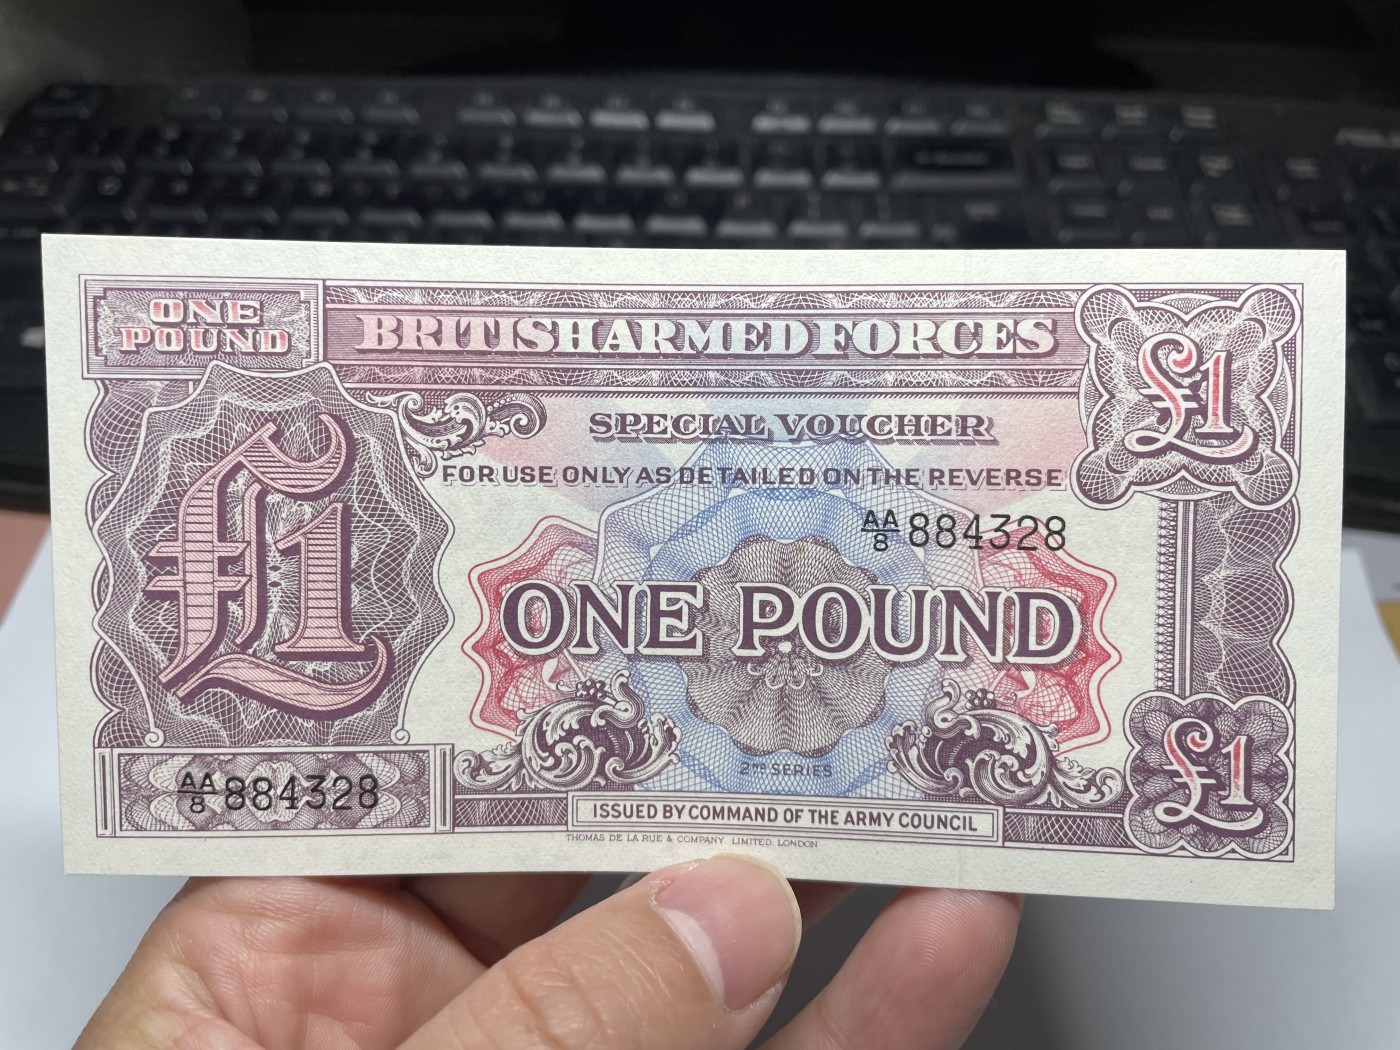 ONE
POUND
BRITISH ARMED FORCES
£1
SPECIAL VOUCHER
FOR USE ONLY AS DETAILED ON THE REVERSE
AA/8 884328
£1
ONE POUND
2ND SERIES
AA/8 884328
£1
ISSUED BY COMMAND OF THE ARMY COUNCIL
THOMAS DE LA RUE & COMPANY, LIMITED, LONDON